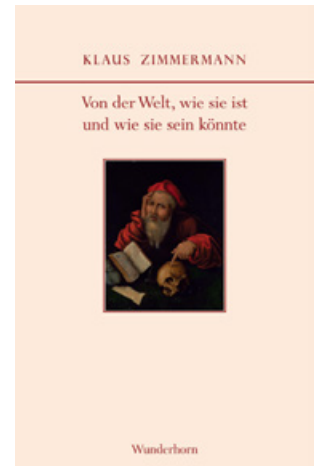 KLAUS ZIMMERMANN
Von der Welt, wie sie ist
und wie sie sein könnte
Wunderhorn